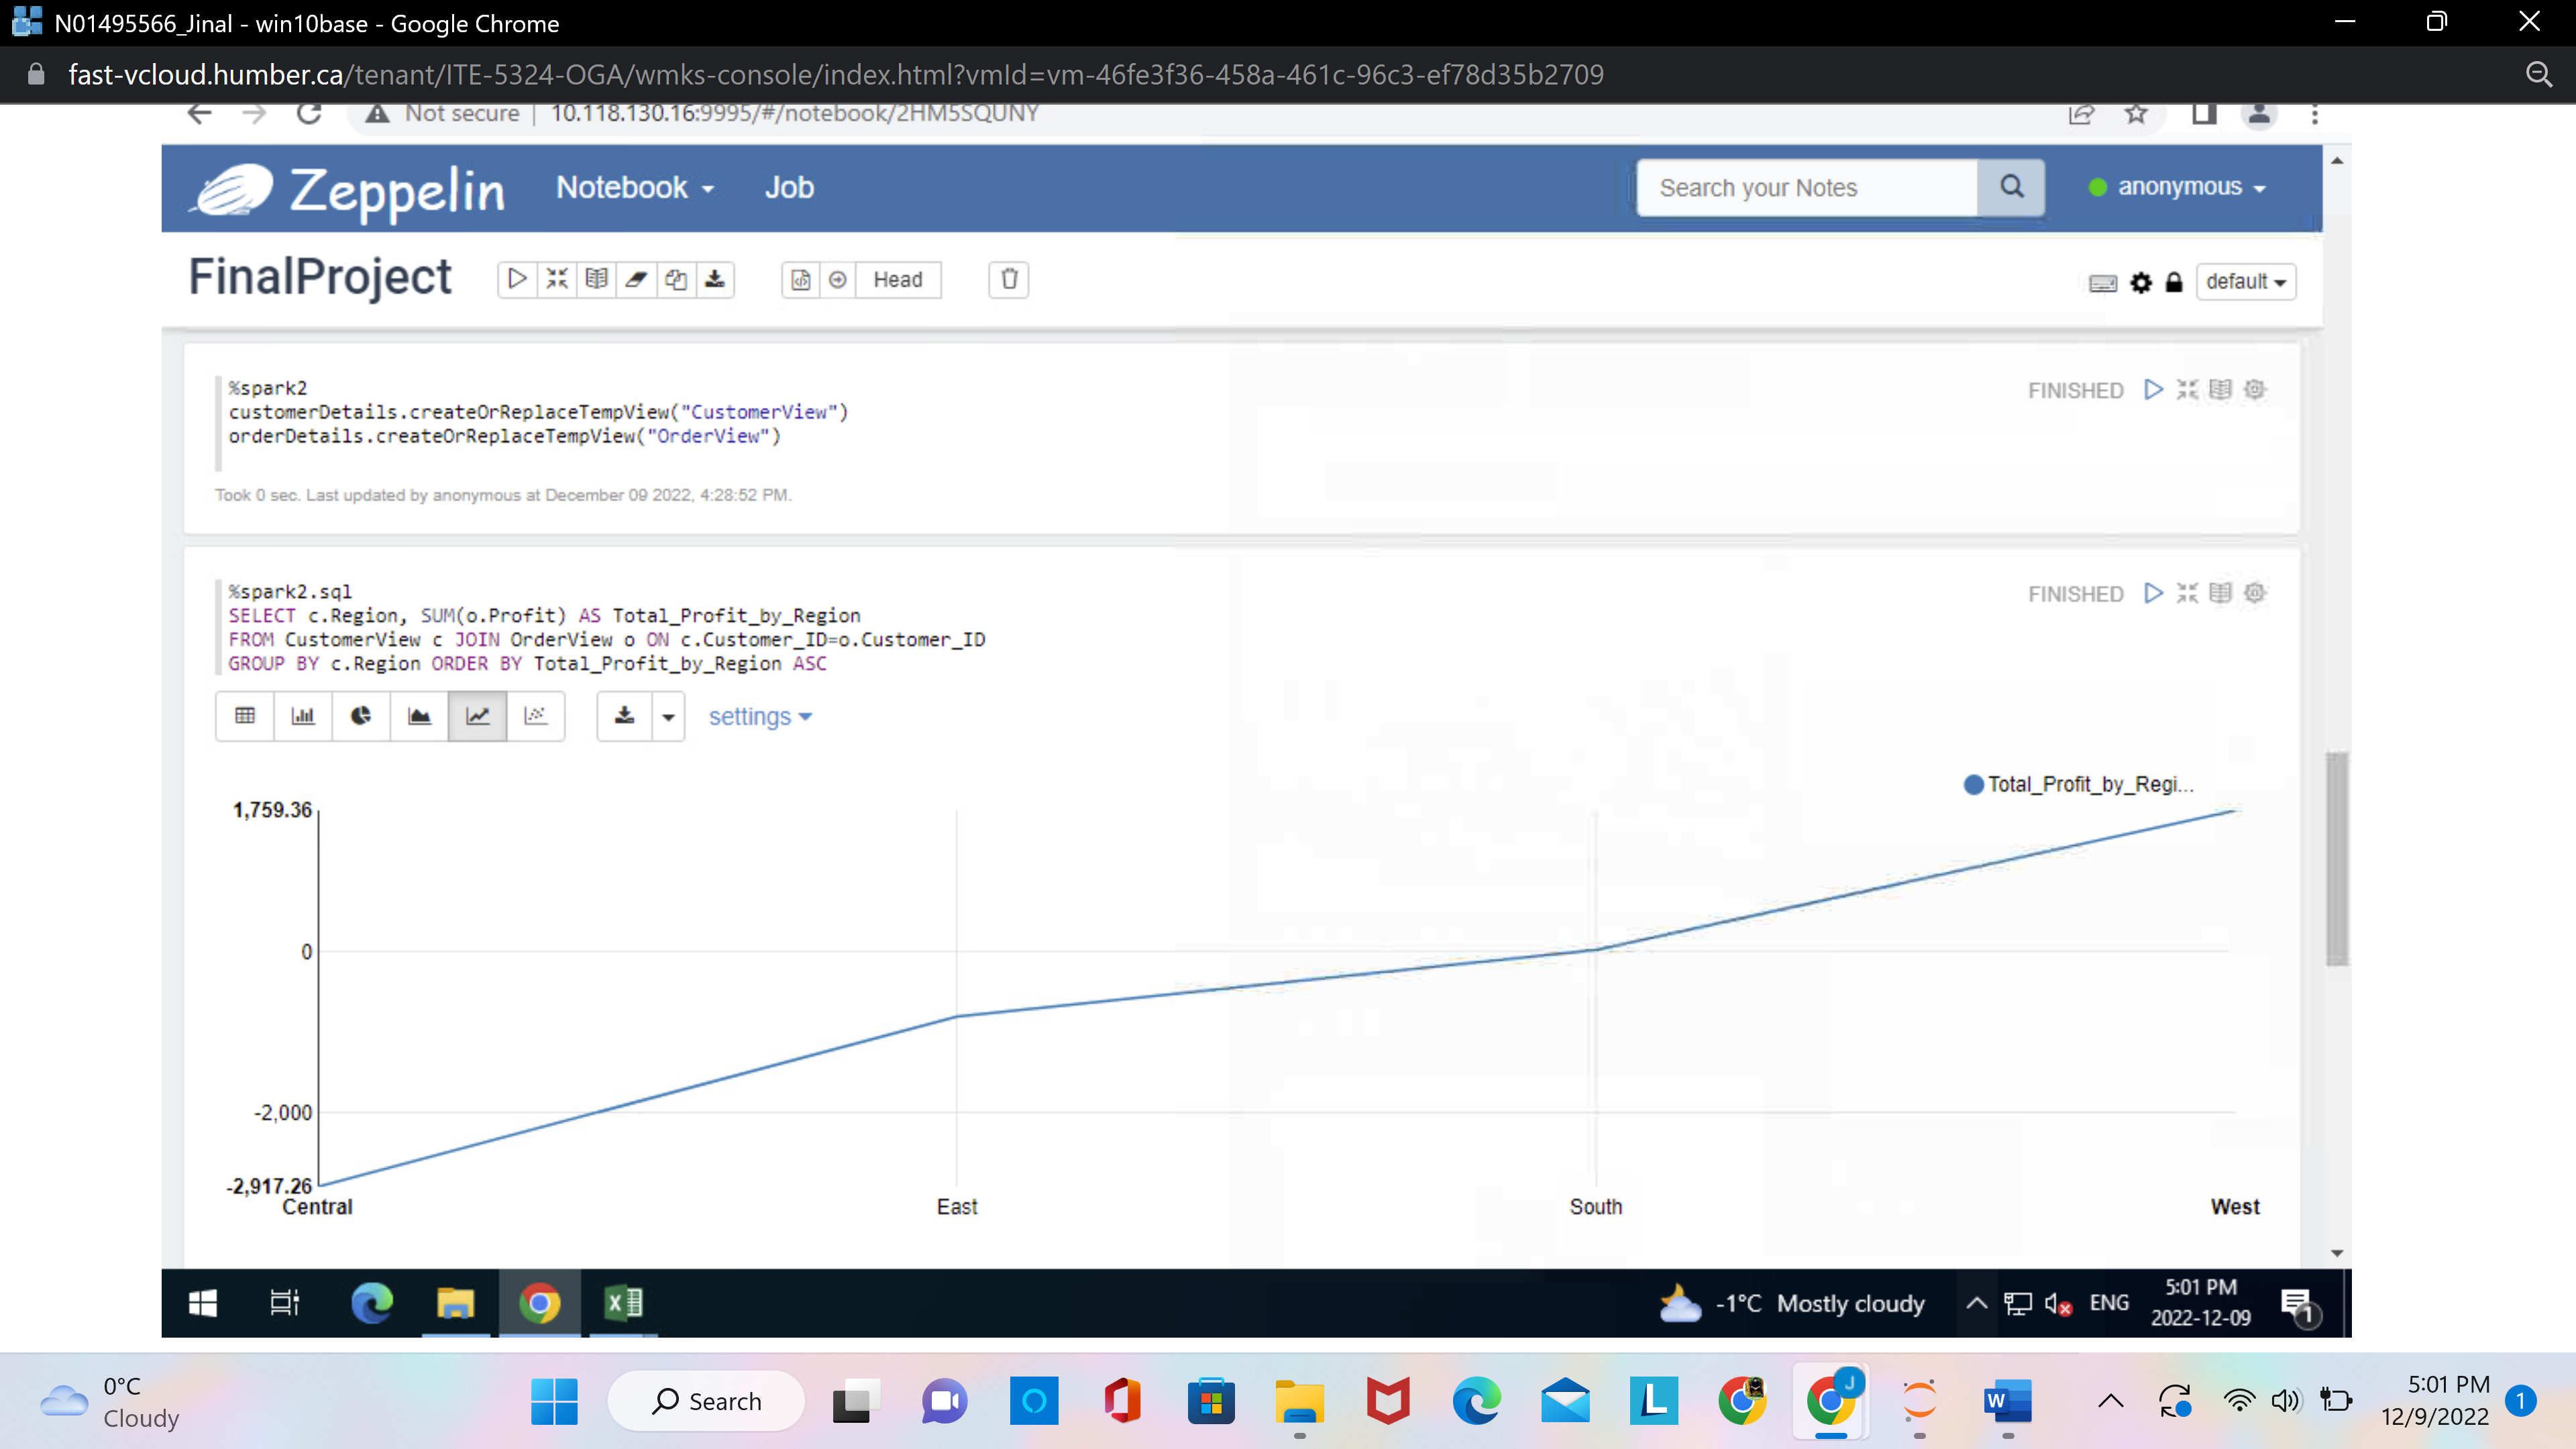 N01495566_Jinal - win10base - Google Chrome
fast-vcloud.humber.ca/tenant/ITE-5324-OGA/wmks-console/index.html?vmId=vm-46fe3f36-458a-461c-96c3-ef78d35b2709
Not secure | 10.118.130.16:9995/#/notebook/2HM5SQUNY
Zeppelin Notebook Job Search your Notes anonymous
FinalProject Head default
%spark2 FINISHED
customerDetails.createOrReplaceTempView("CustomerView")
orderDetails.createOrReplaceTempView("OrderView")
Took 0 sec. Last updated by anonymous at December 09 2022, 4:28:52 PM.
%spark2.sql FINISHED
SELECT c.Region, SUM(o.Profit) AS Total_Profit_by_Region
FROM CustomerView c JOIN OrderView o ON c.Customer_ID=o.Customer_ID
GROUP BY c.Region ORDER BY Total_Profit_by_Region ASC
settings
Total_Profit_by_Regi...
1,759.36
0
-2,000
-2,917.26
Central East South West
-1°C Mostly cloudy ENG 5:01 PM
2022-12-09 1
0°C
Cloudy
Search
L
J
W
5:01 PM
12/9/2022
1